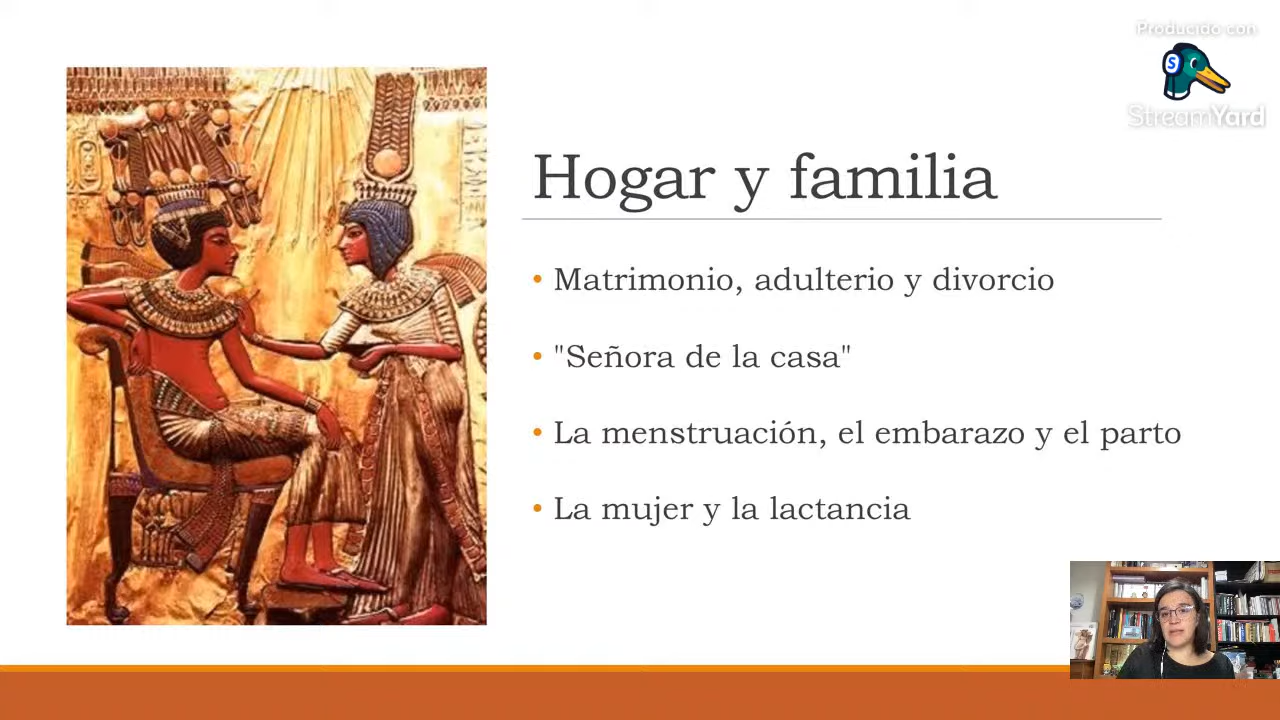 Producido con
StreamYard
Hogar y familia
• Matrimonio, adulterio y divorcio
• "Señora de la casa"
• La menstruación, el embarazo y el parto
• La mujer y la lactancia